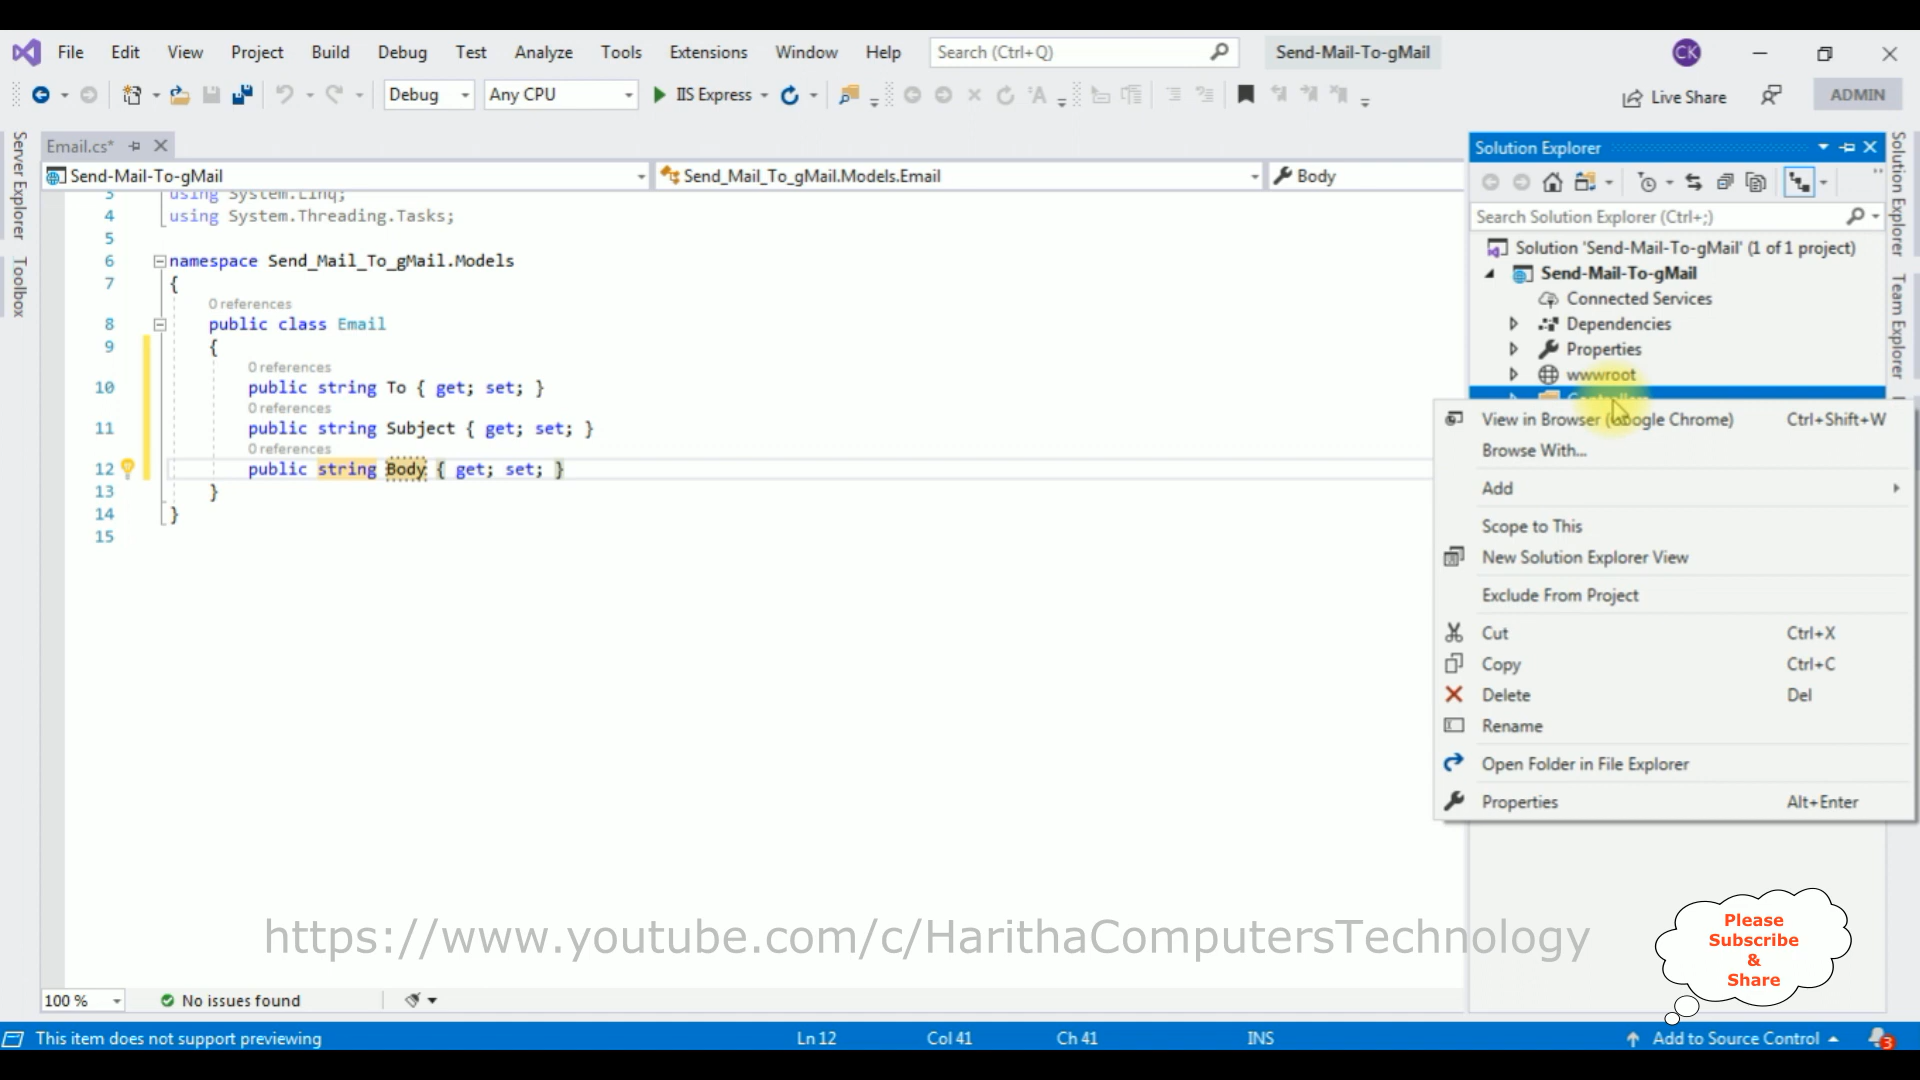 File Edit View Project Build Debug Test Analyze Tools Extensions Window Help Search (Ctrl+Q) Send-Mail-To-gMail CK
Debug Any CPU IIS Express Live Share ADMIN
Server Explorer
Toolbox
Email.cs*
Send-Mail-To-gMail Send_Mail_To_gMail.Models.Email Body
3 using System.Linq;
4 using System.Threading.Tasks;
5
6 namespace Send_Mail_To_gMail.Models
7 {
0 references
8 public class Email
9 {
0 references
10 public string To { get; set; }
0 references
11 public string Subject { get; set; }
0 references
12 public string Body { get; set; }
13 }
14 }
15
Solution Explorer
Search Solution Explorer (Ctrl+;)
Solution 'Send-Mail-To-gMail' (1 of 1 project)
Send-Mail-To-gMail
Connected Services
Dependencies
Properties
wwwroot
View in Browser (Google Chrome) Ctrl+Shift+W
Browse With...
Add
Scope to This
New Solution Explorer View
Exclude From Project
Cut Ctrl+X
Copy Ctrl+C
Delete Del
Rename
Open Folder in File Explorer
Properties Alt+Enter
Solution Explorer
Team Explorer
https://www.youtube.com/c/HarithaComputersTechnology
Please
Subscribe
&
Share
100 % No issues found
This item does not support previewing Ln 12 Col 41 Ch 41 INS Add to Source Control 3